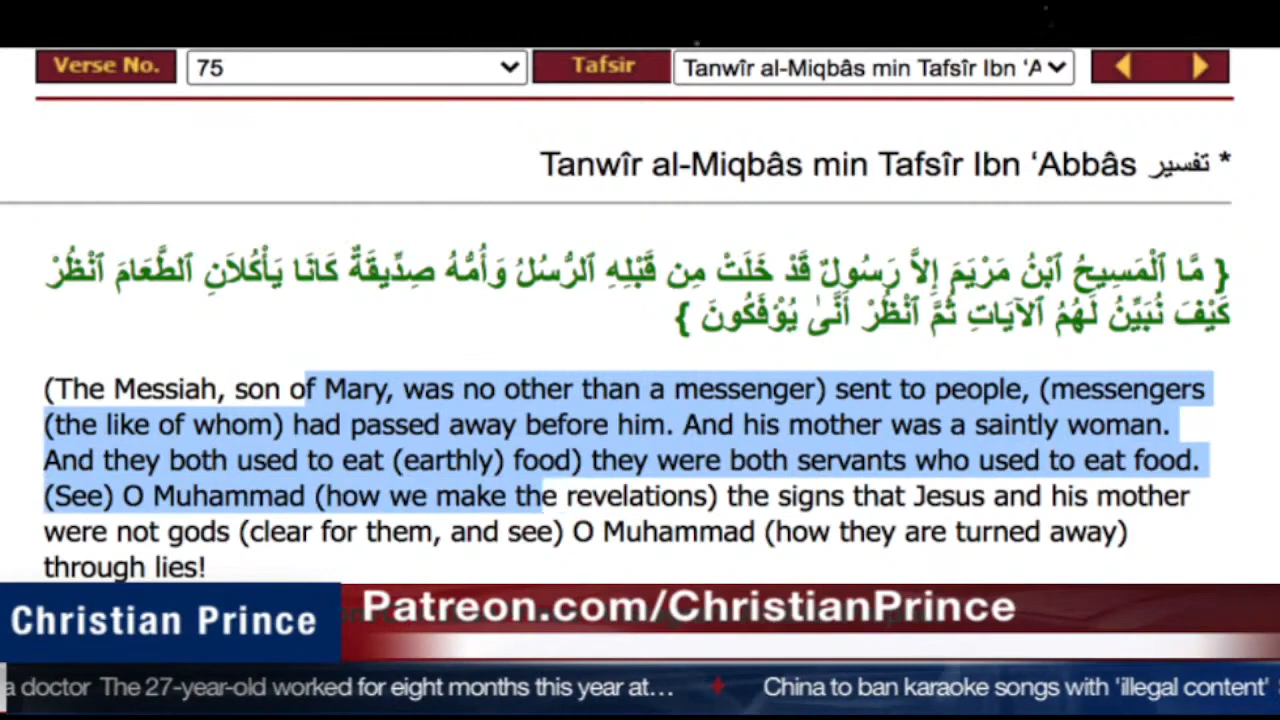 Verse No. 75 Tafsir Tanwîr al-Miqbâs min Tafsîr Ibn ‘A
Tanwîr al-Miqbâs min Tafsîr Ibn ‘Abbâs تفسير *
{ مَّا ٱلْمَسِيحُ ٱبْنُ مَرْيَمَ إِلاَّ رَسُولٌ قَدْ خَلَتْ مِن قَبْلِهِ ٱلرُّسُلُ وَأُمُّهُ صِدِّيقَةٌ كَانَا يَأْكُلاَنِ ٱلطَّعَامَ ٱنْظُرْ
كَيْفَ نُبَيِّنُ لَهُمُ ٱلآيَاتِ ثُمَّ ٱنْظُرْ أَنَّىٰ يُؤْفَكُونَ }
(The Messiah, son of Mary, was no other than a messenger) sent to people, (messengers
(the like of whom) had passed away before him. And his mother was a saintly woman.
And they both used to eat (earthly) food) they were both servants who used to eat food.
(See) O Muhammad (how we make the revelations) the signs that Jesus and his mother
were not gods (clear for them, and see) O Muhammad (how they are turned away)
through lies!
Christian Prince
Patreon.com/ChristianPrince
a doctor The 27-year-old worked for eight months this year at... China to ban karaoke songs with 'illegal content'